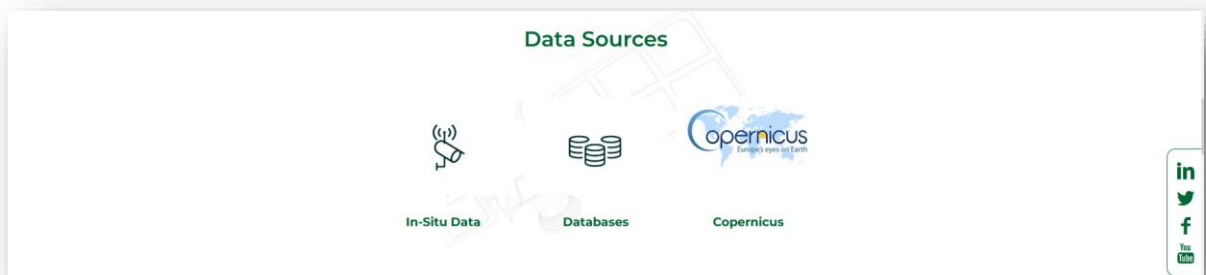 Data Sources
Copernicus
Europe's eyes on Earth
In-Situ Data
Databases
Copernicus
in
f
You
Tube